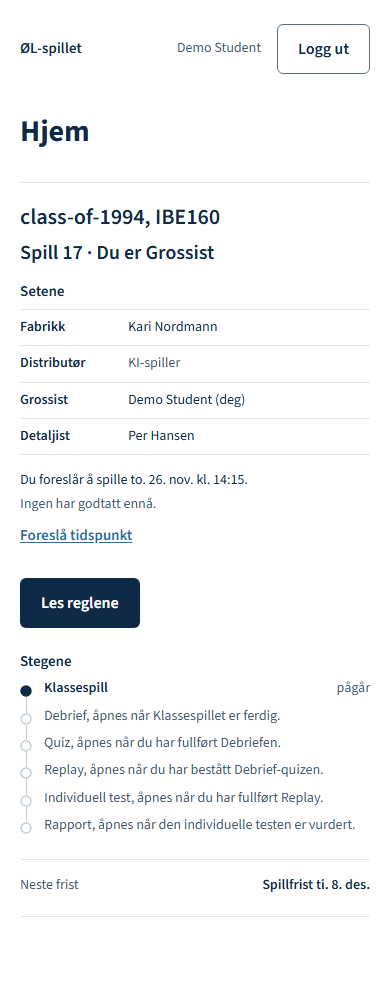 ØL-spillet
Demo Student
Logg ut
Hjem
class-of-1994, IBE160
Spill 17 · Du er Grossist
Setene
Fabrikk Kari Nordmann
Distributør KI-spiller
Grossist Demo Student (deg)
Detaljist Per Hansen
Du foreslår å spille to. 26. nov. kl. 14:15.
Ingen har godtatt ennå.
Foreslå tidspunkt
Les reglene
Stegene
Klassespill pågår
Debrief, åpnes når Klassespillet er ferdig.
Quiz, åpnes når du har fullført Debriefen.
Replay, åpnes når du har bestått Debrief-quizen.
Individuell test, åpnes når du har fullført Replay.
Rapport, åpnes når den individuelle testen er vurdert.
Neste frist Spillfrist ti. 8. des.